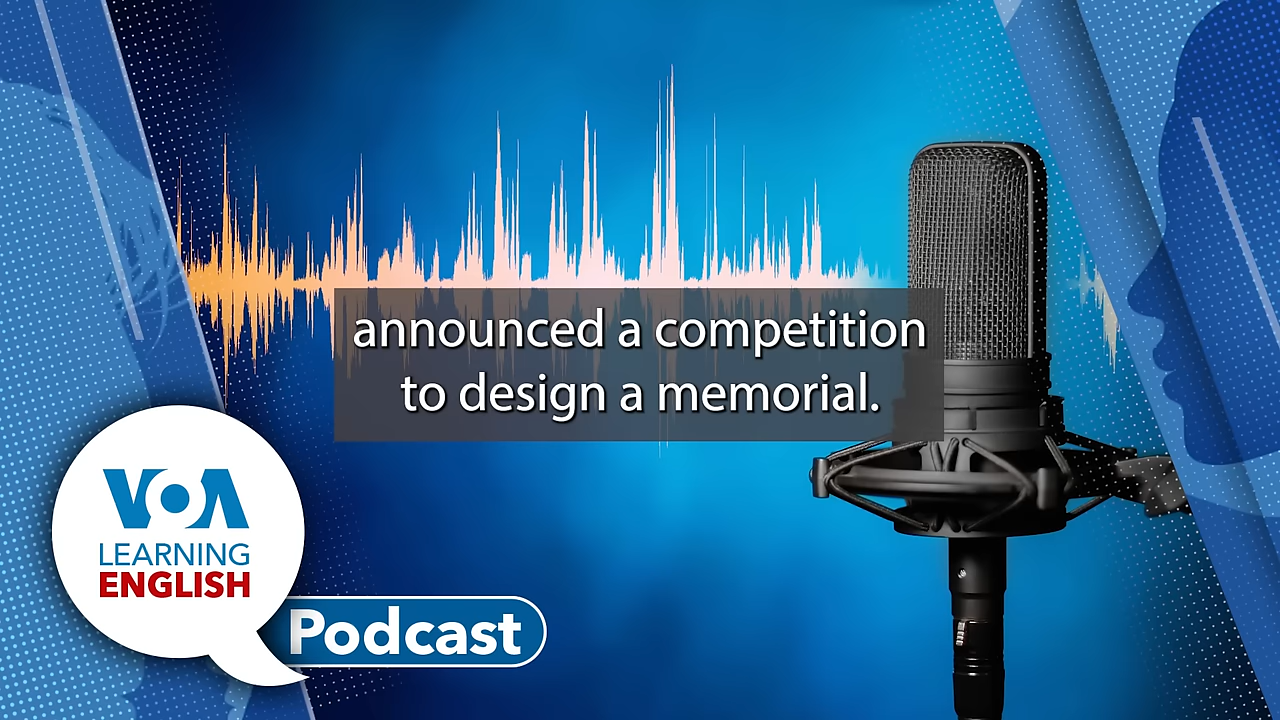 announced a competition
to design a memorial.
VOA
LEARNING
ENGLISH
Podcast